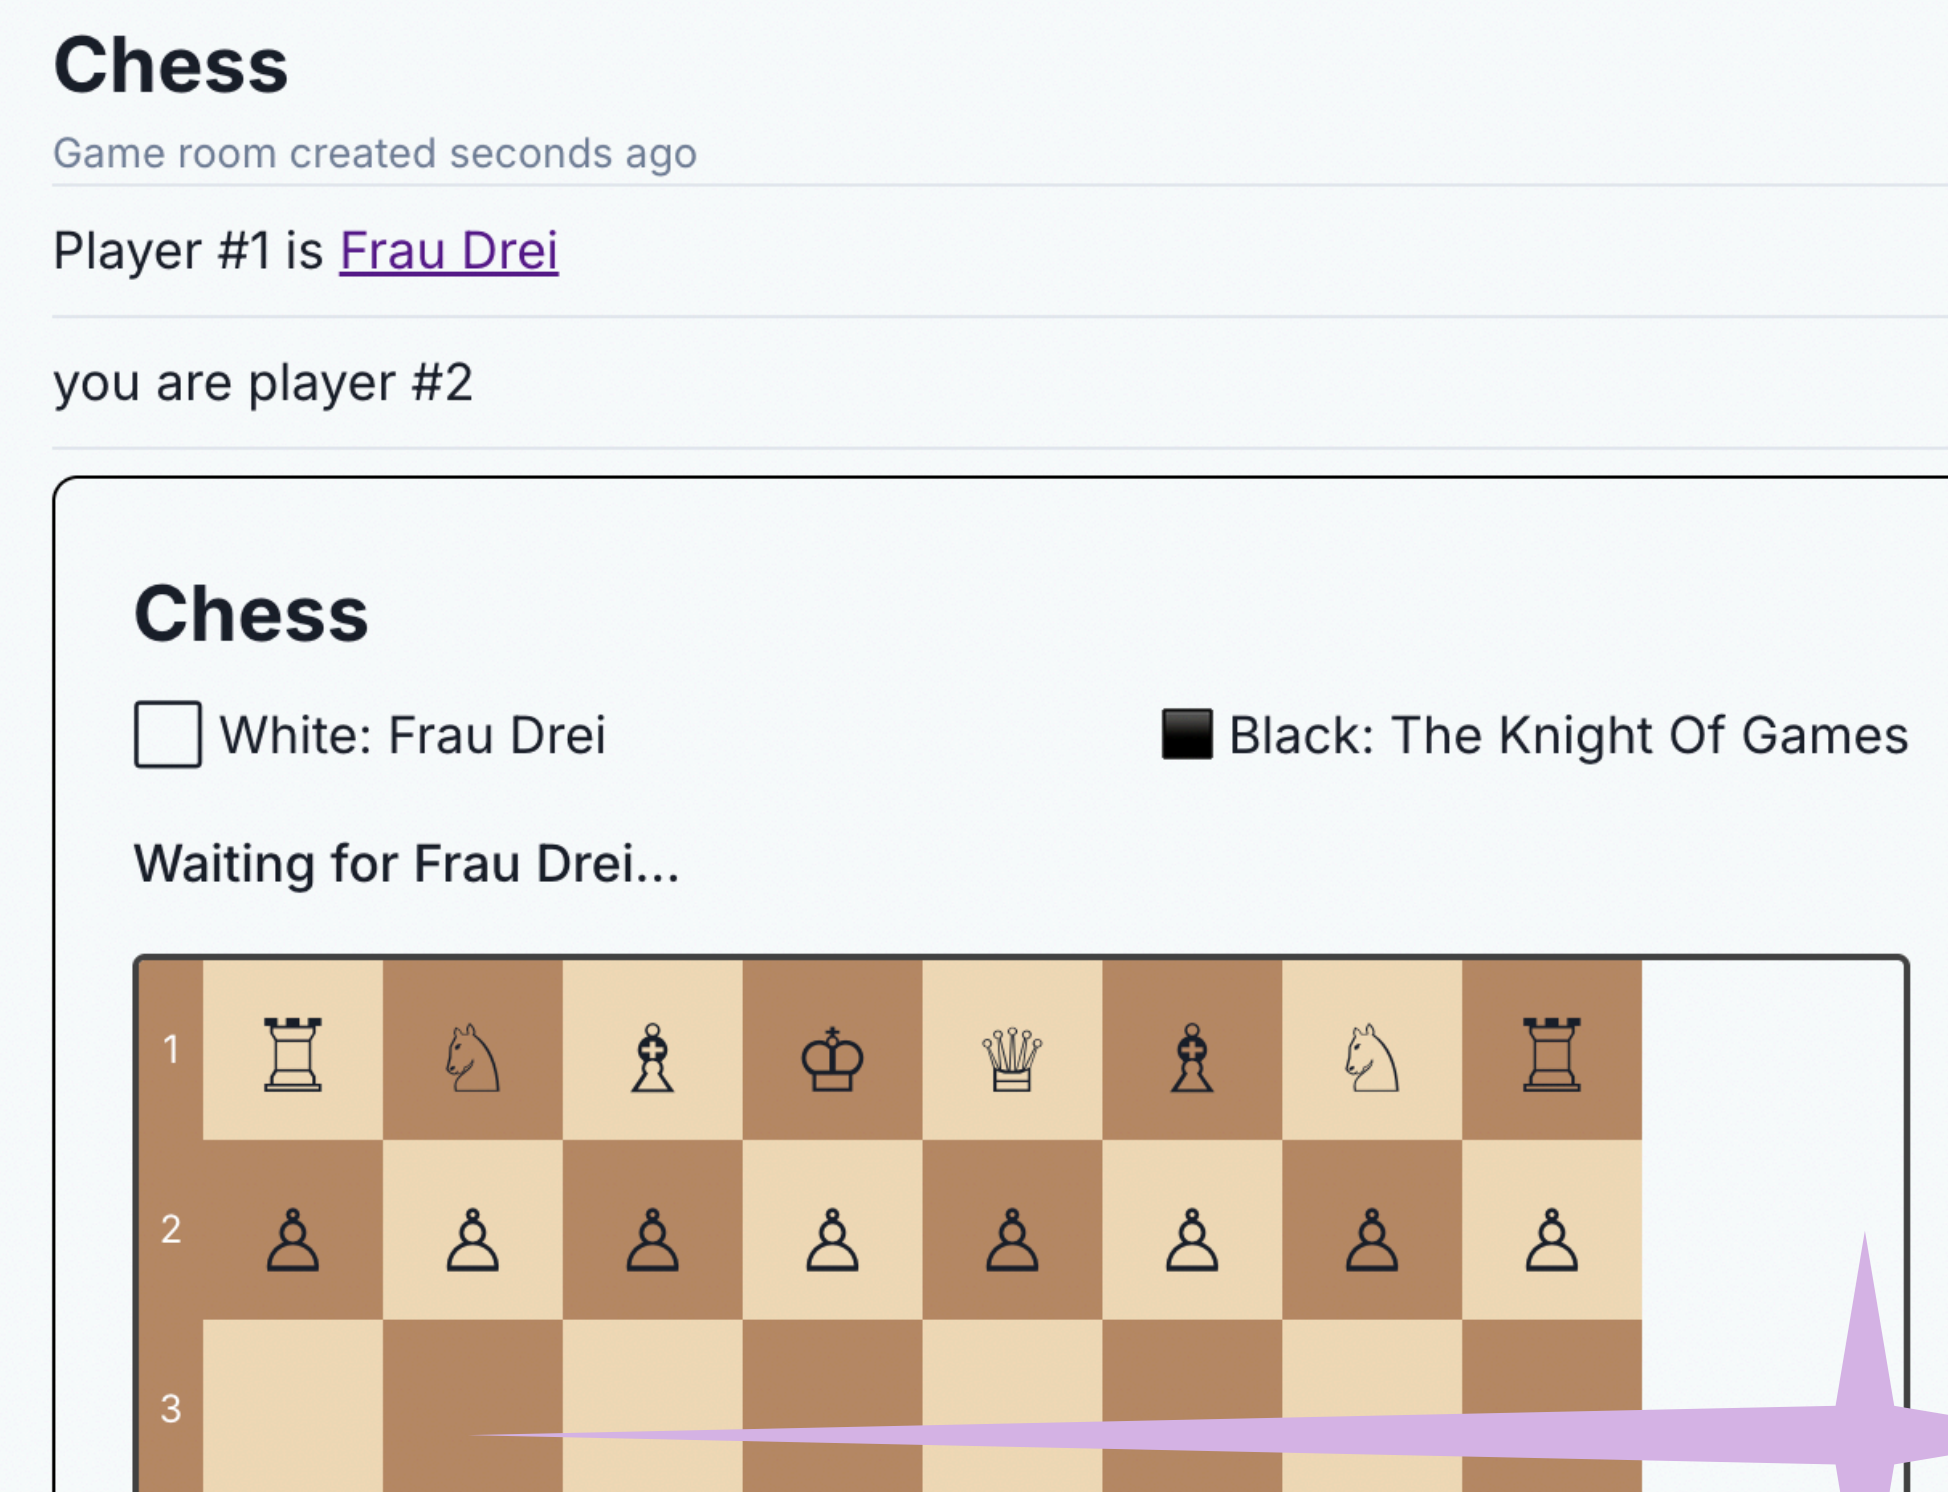 Chess
Game room created seconds ago
Player #1 is Frau Drei
you are player #2
Chess
White: Frau Drei
Black: The Knight Of Games
Waiting for Frau Drei...
1
2
3